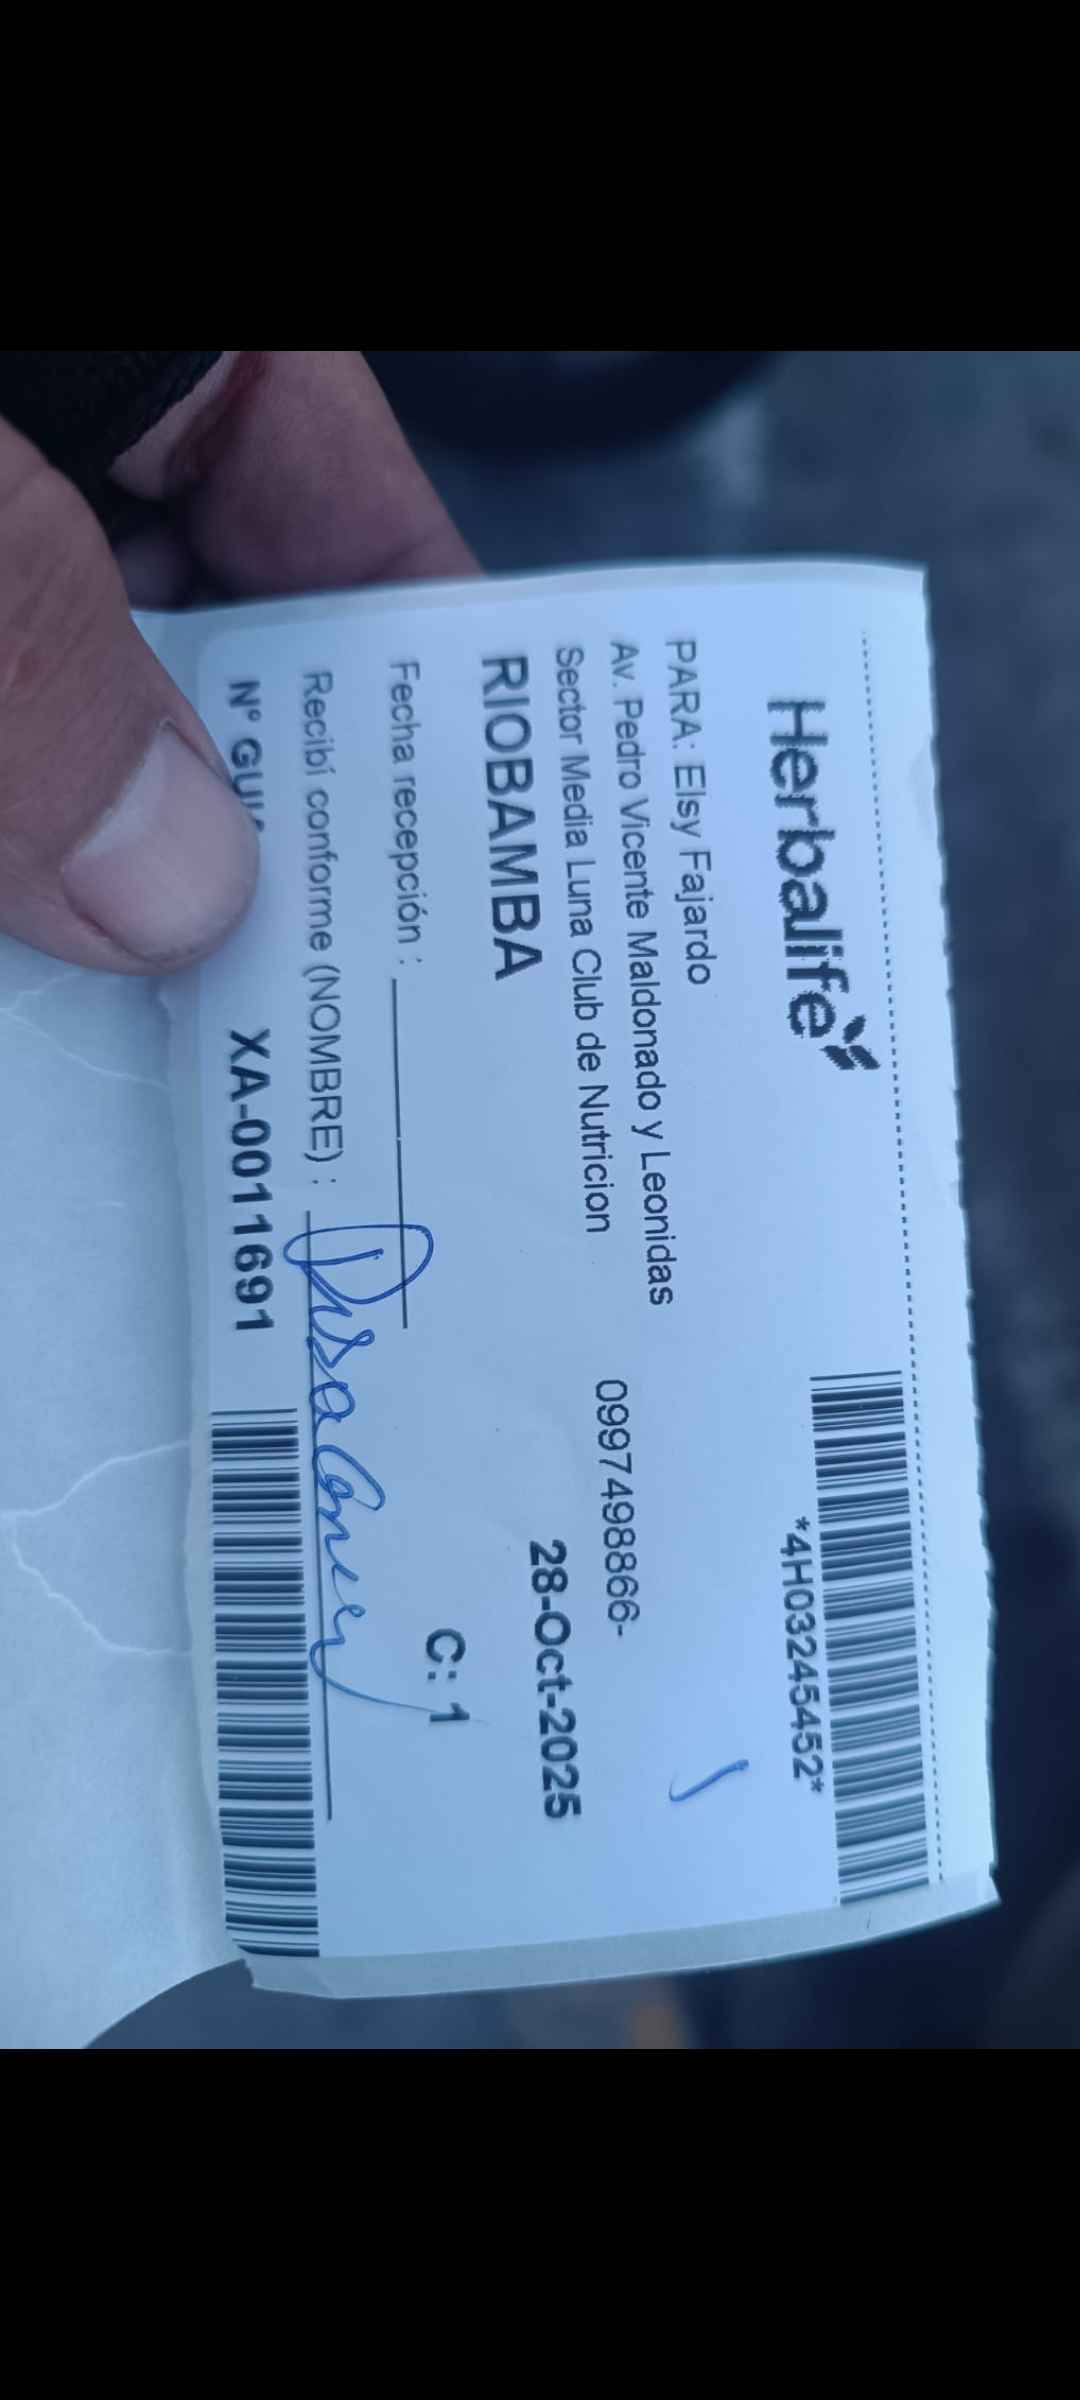 Herbalife
*4H03245452*
PARA: Elsy Fajardo
Av. Pedro Vicente Maldonado y Leonidas
Sector Media Luna Club de Nutricion
0997498866-
RIOBAMBA
28-Oct-2025
Fecha recepción :
C: 1
Recibí conforme (NOMBRE) :
N° GUI
XA-0011691